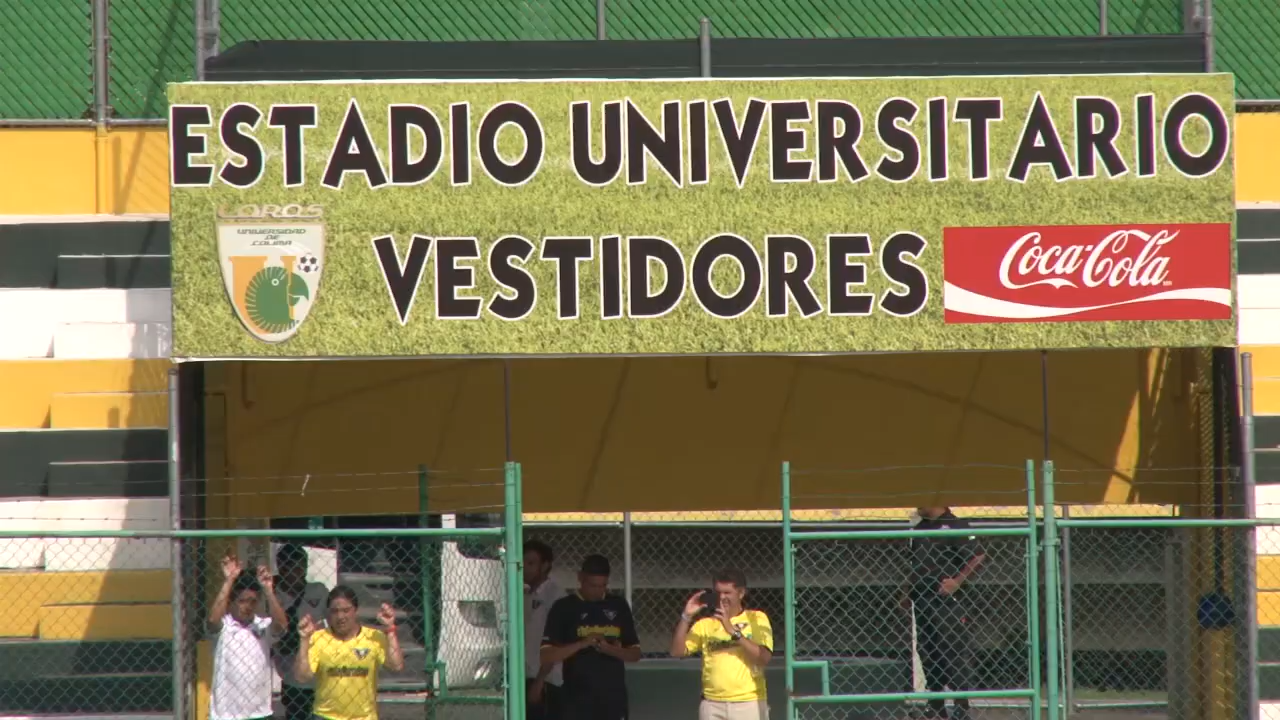 ESTADIO UNIVERSITARIO
LOROS
UNIVERSIDAD
DE
COLIMA
U
VESTIDORES
Coca-Cola